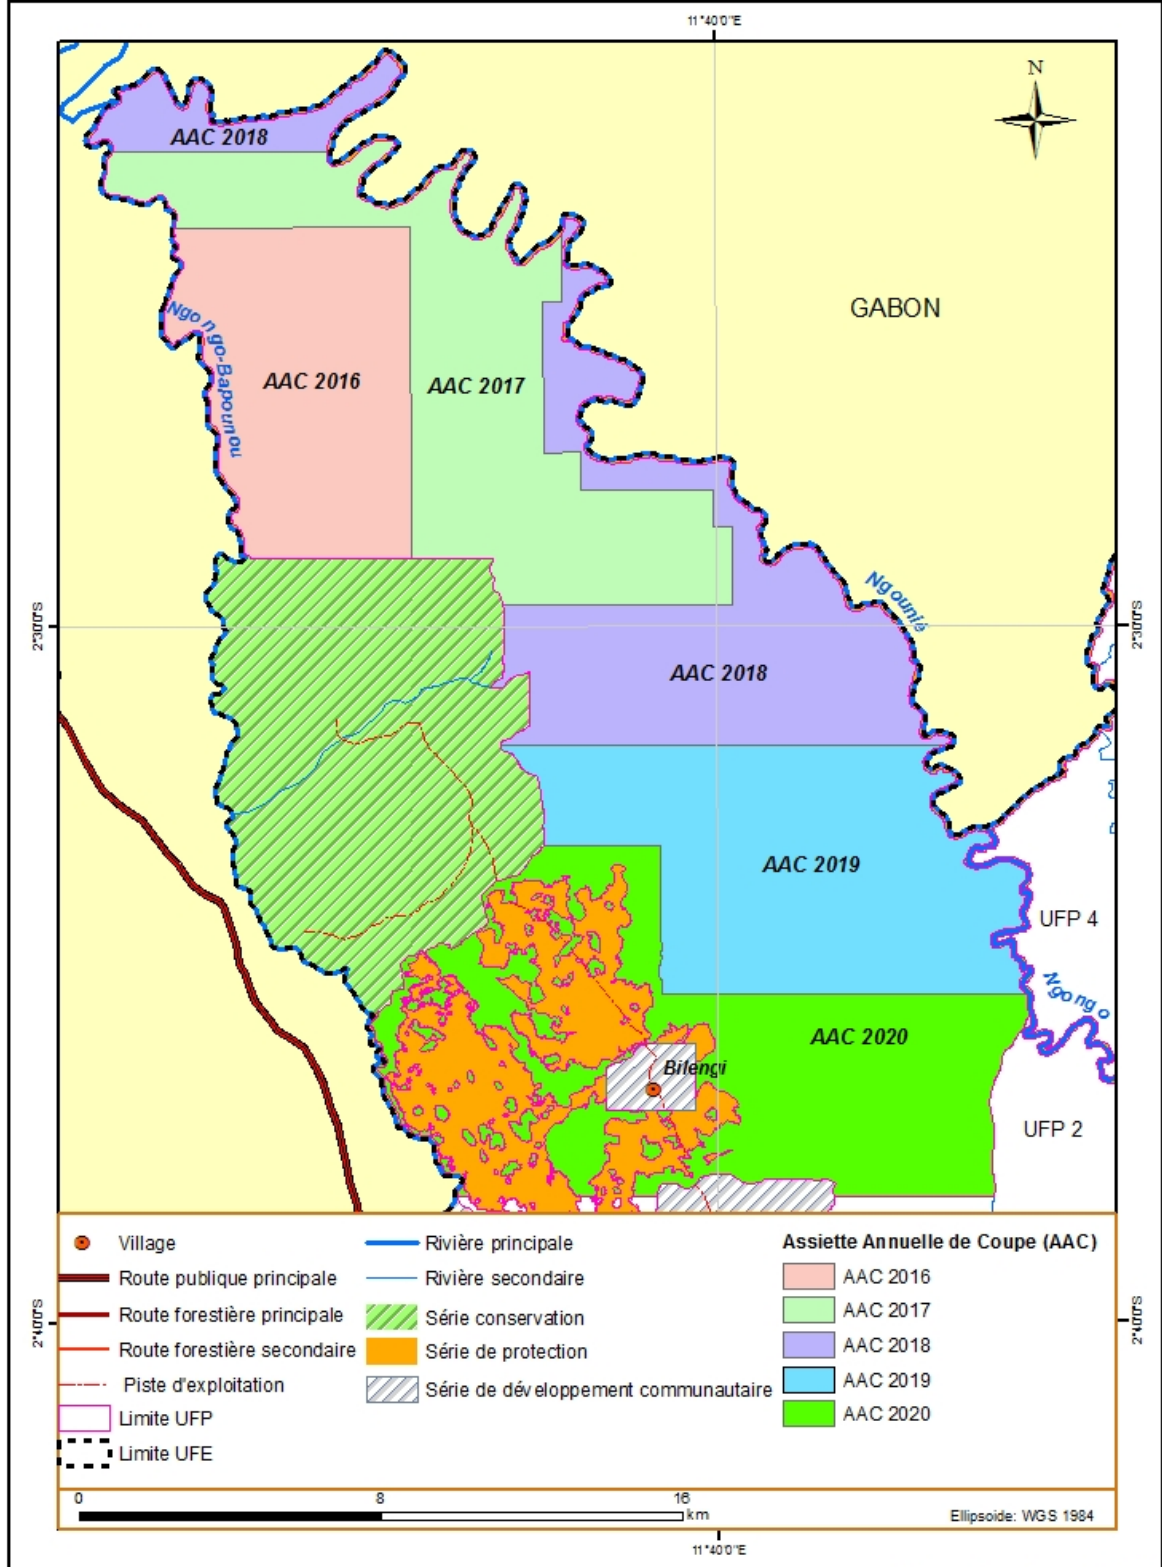 11°40'0"E
N
AAC 2018
GABON
Ngongo-Bapounou
AAC 2016
AAC 2017
Ngounié
2°30'0"S
2°30'0"S
AAC 2018
AAC 2019
UFP 4
Ngongo
AAC 2020
Bilengi
UFP 2
Village
Route publique principale
Route forestière principale
Route forestière secondaire
Piste d'exploitation
Limite UFP
Limite UFE
Rivière principale
Rivière secondaire
Série conservation
Série de protection
Série de développement communautaire
Assiette Annuelle de Coupe (AAC)
AAC 2016
AAC 2017
AAC 2018
AAC 2019
AAC 2020
2°40'0"S
2°40'0"S
0 8 16
km
Ellipsoide: WGS 1984
11°40'0"E